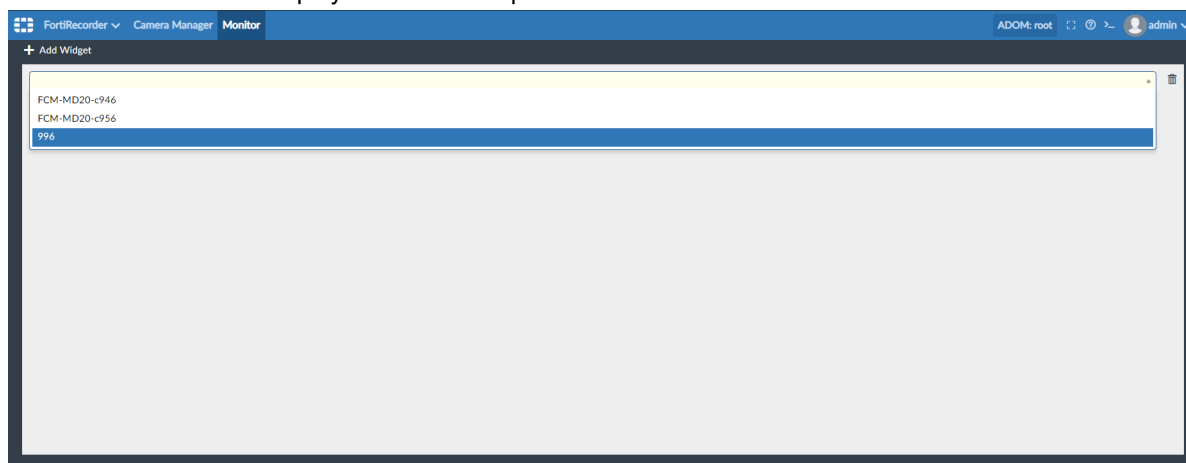 FortiRecorder Camera Manager Monitor ADOM: root admin
Add Widget
FCM-MD20-c946
FCM-MD20-c956
996